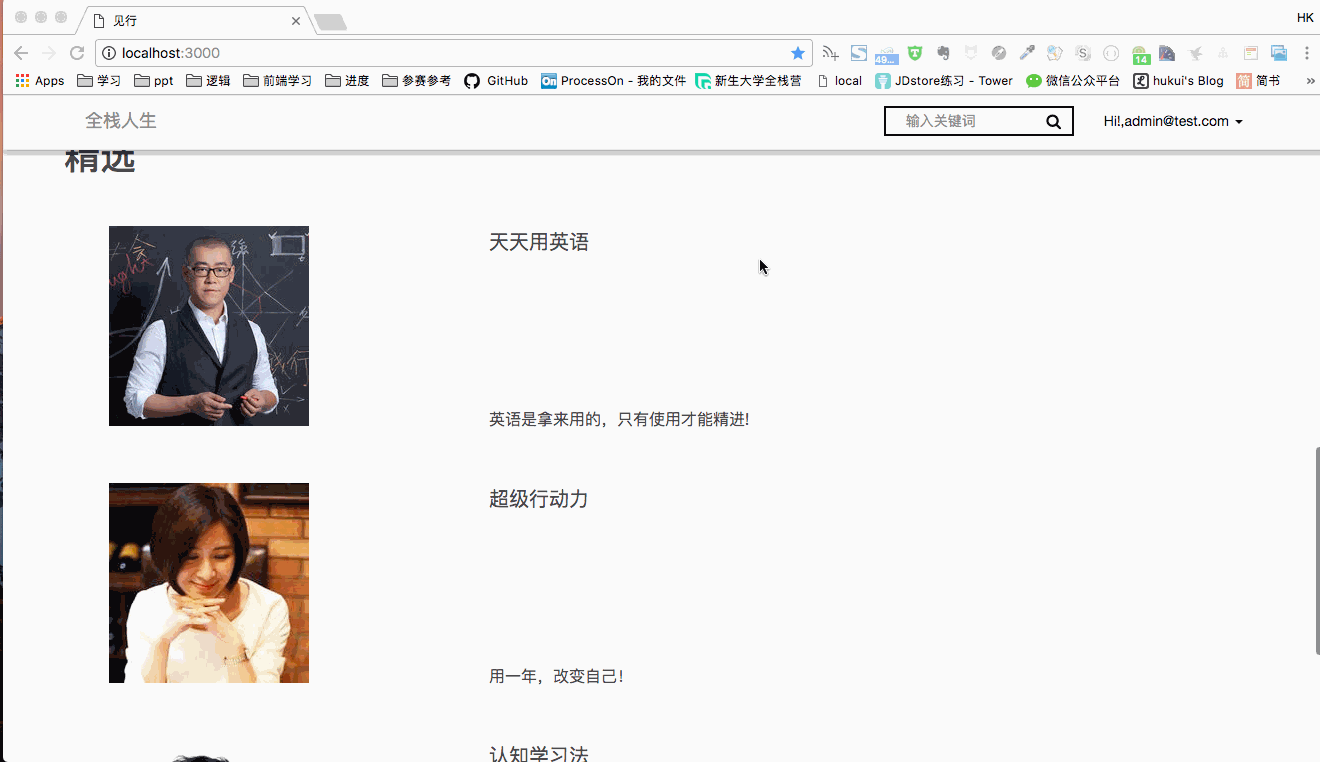 HK
见行
localhost:3000
49...
14
Apps 学习 ppt 逻辑 前端学习 进度 参赛参考 GitHub On ProcessOn - 我的文件 新生大学全栈营 local JDstore练习 - Tower 微信公众平台 hukui's Blog 简 简书 »
全栈人生 输入关键词 Hi!,admin@test.com
精选
天天用英语
英语是拿来用的，只有使用才能精进!
超级行动力
用一年，改变自己！
认知学习法